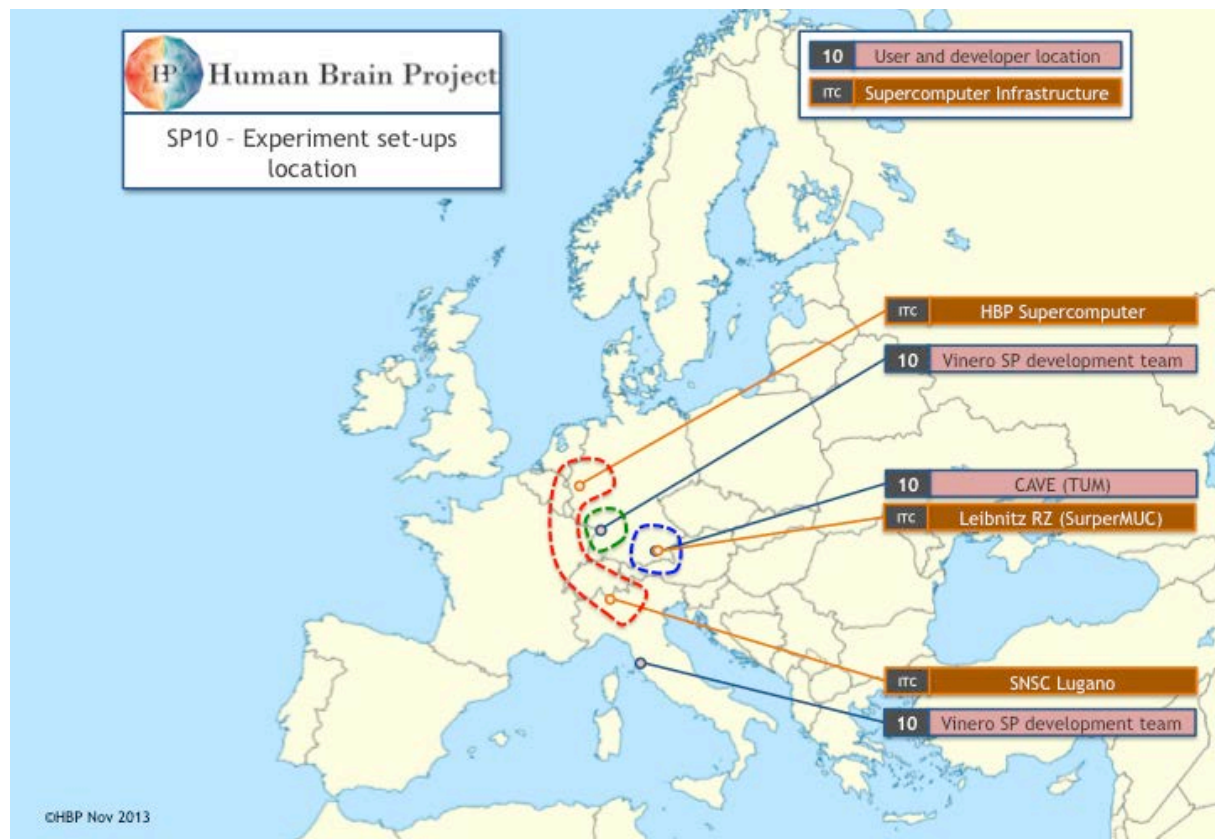 HBP Human Brain Project
SP10 – Experiment set-ups
location
10 User and developer location
ITC Supercomputer Infrastructure
ITC HBP Supercomputer
10 Vinero SP development team
10 CAVE (TUM)
ITC Leibnitz RZ (SurperMUC)
ITC SNSC Lugano
10 Vinero SP development team
©HBP Nov 2013